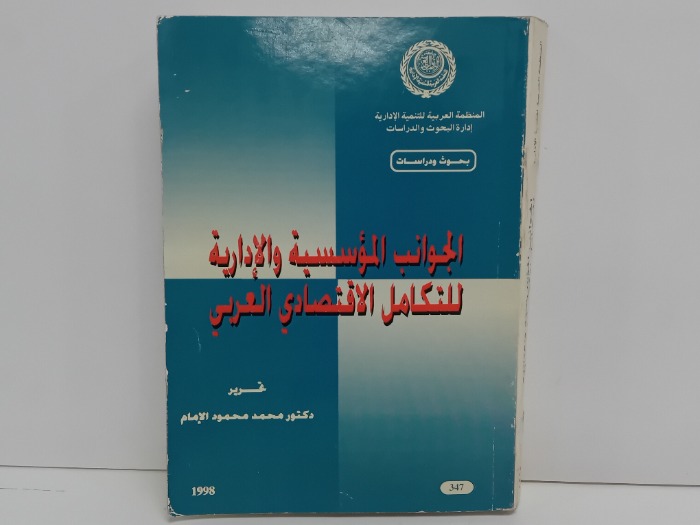 المنظمة العربية للتنمية الإدارية
إدارة البحوث والدراسات
بحوث ودراسات
الجوانب المؤسسية والإدارية
للتكامل الاقتصادي العربي
تحرير
دكتور محمد محمود الإمام
1998
347